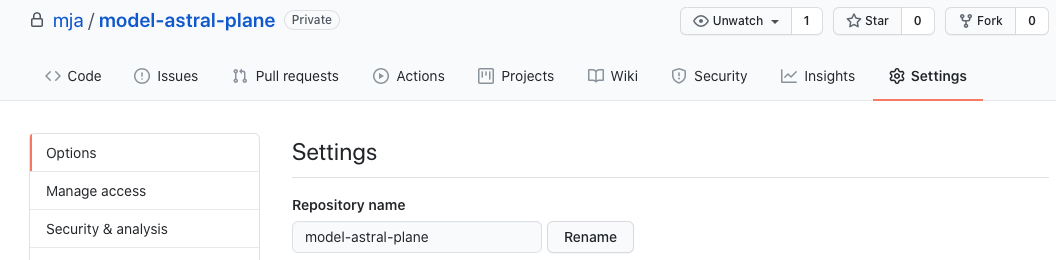 mja / model-astral-plane Private Unwatch 1 Star 0 Fork 0
Code Issues Pull requests Actions Projects Wiki Security Insights Settings
Options
Manage access
Security & analysis
Settings
Repository name
model-astral-plane Rename